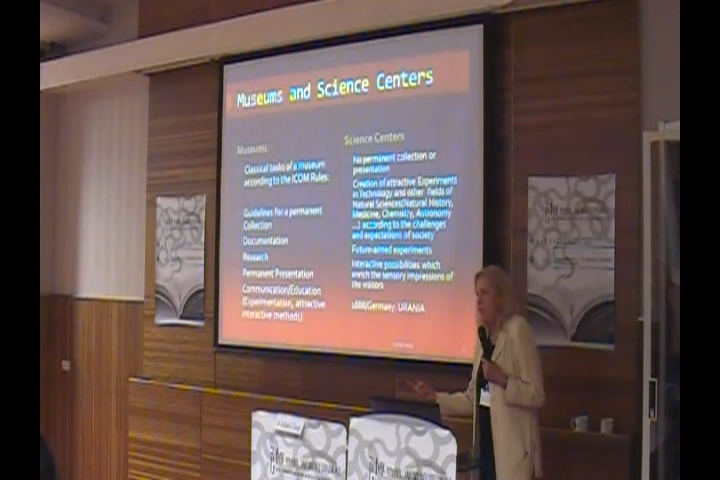 Museums and Science Centers
Museums
Classical tasks of a museum
according to the ICOM Rules:
Guidelines for a permanent
Collection
Documentation
Research
Permanent Presentation
Communication/Education
(Experimentation, attractive
interactive methods)
Science Centers
No permanent collection or
presentation
Creation of attractive Experiments
in Technology and other fields of
Natural Sciences(Natural History,
Medicine, Chemistry, Astronomy
...) according to the challenges
and expectations of society
Future-aimed experiments
Interactive possibilities which
enrich the sensory impressions of
the visitors
1888/Germany: URANIA